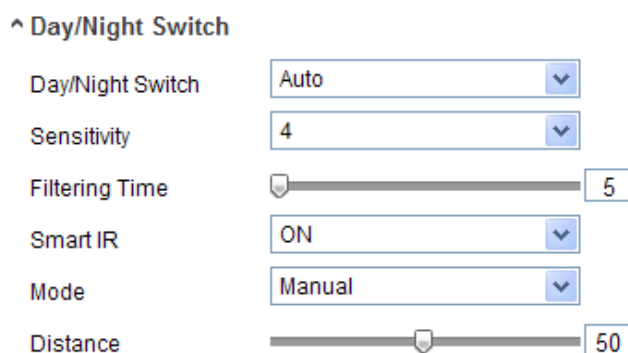 Day/Night Switch
Day/Night Switch Auto
Sensitivity 4
Filtering Time 5
Smart IR ON
Mode Manual
Distance 50